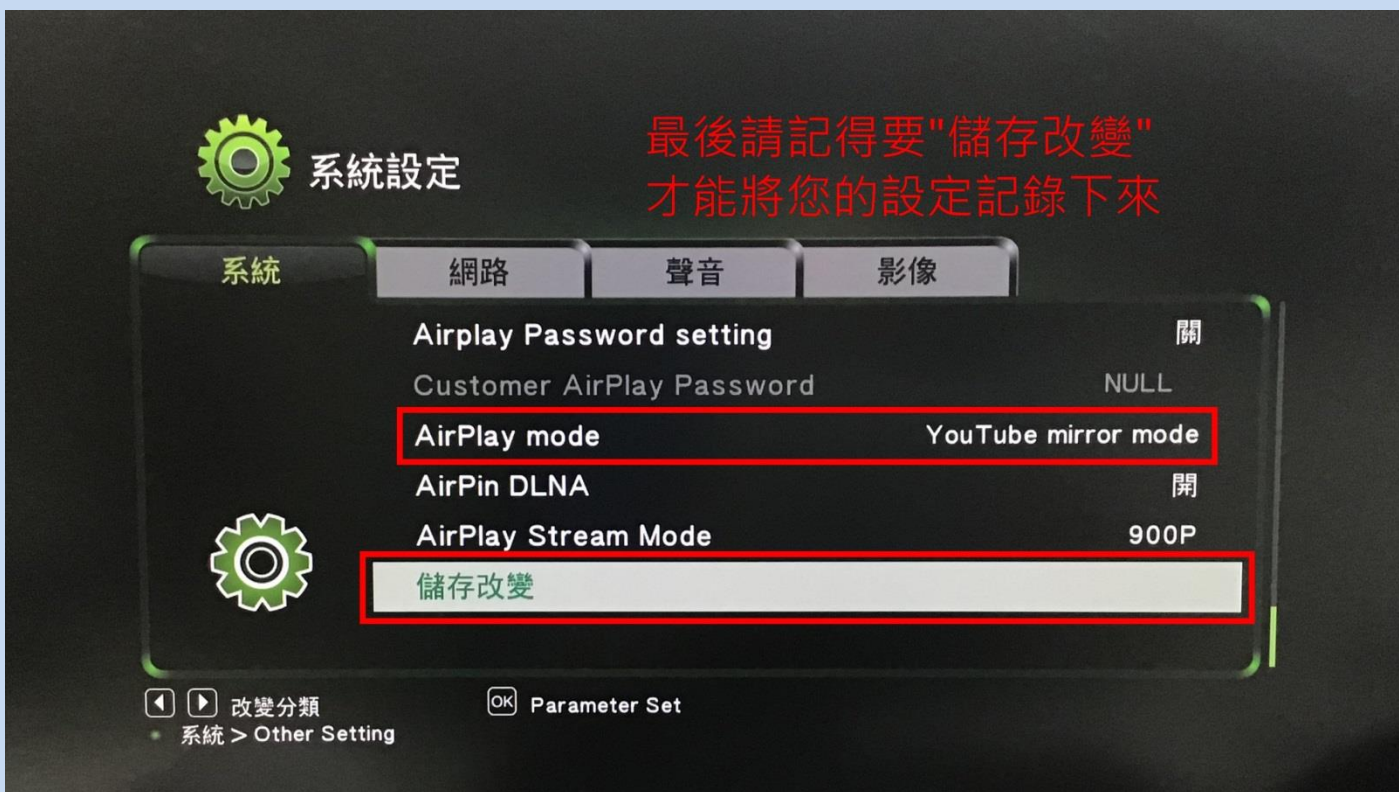 系統設定
最後請記得要"儲存改變"
才能將您的設定記錄下來
系統 網路 聲音 影像
Airplay Password setting 關
Customer AirPlay Password NULL
AirPlay mode YouTube mirror mode
AirPin DLNA 開
AirPlay Stream Mode 900P
儲存改變
改變分類 OK Parameter Set
系統 > Other Setting